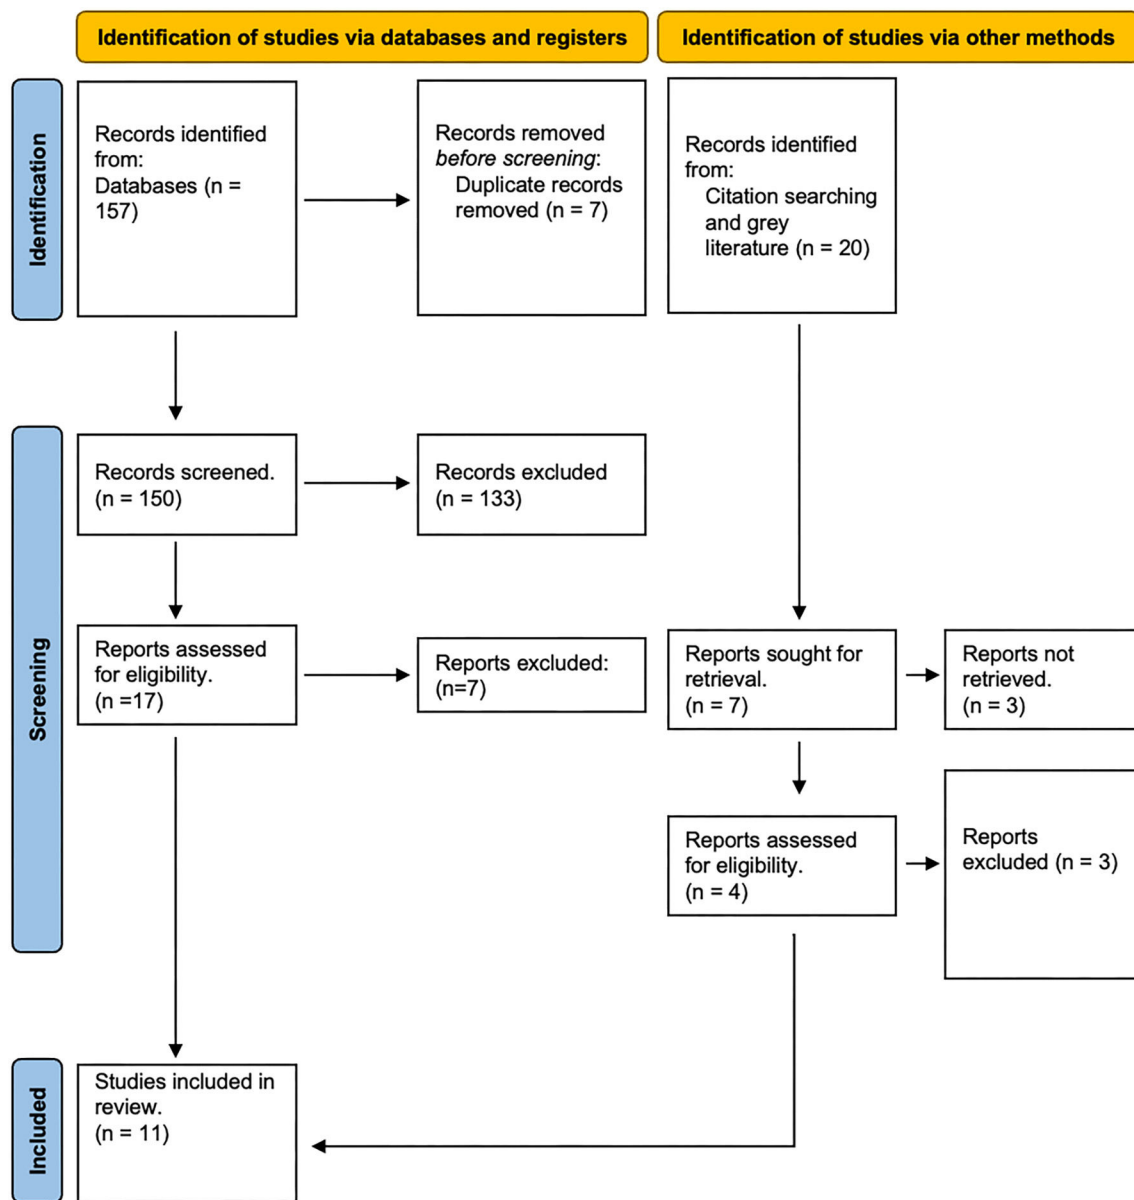 Identification of studies via databases and registers
Identification of studies via other methods
Identification
Records identified
from:
Databases (n =
157)
Records removed
before screening:
Duplicate records
removed (n = 7)
Records identified
from:
Citation searching
and grey
literature (n = 20)
Screening
Records screened.
(n = 150)
Records excluded
(n = 133)
Reports assessed
for eligibility.
(n =17)
Reports excluded:
(n=7)
Reports sought for
retrieval.
(n = 7)
Reports not
retrieved.
(n = 3)
Reports assessed
for eligibility.
(n = 4)
Reports
excluded (n = 3)
Included
Studies included in
review.
(n = 11)